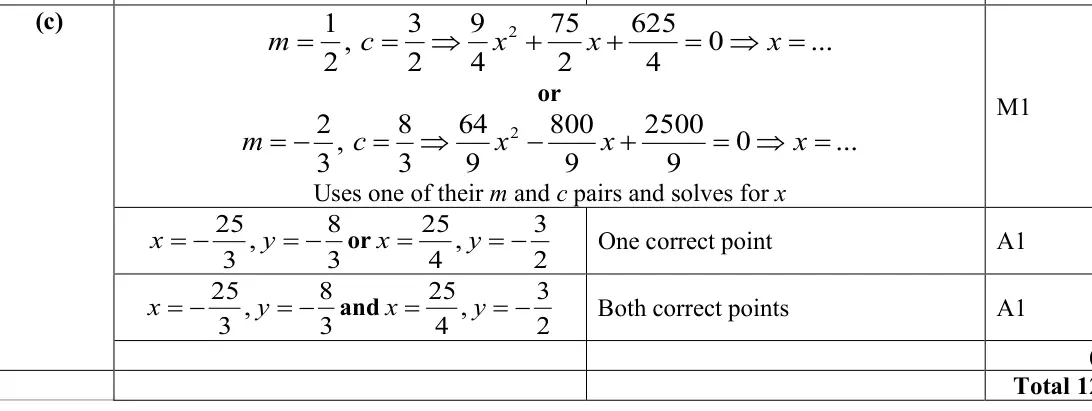 (c)
m = 1/2, c = 3/2 ⇒ 9/4 x² + 75/2 x + 625/4 = 0 ⇒ x = ...
or
m = −2/3, c = 8/3 ⇒ 64/9 x² − 800/9 x + 2500/9 = 0 ⇒ x = ...
M1
Uses one of their m and c pairs and solves for x
x = −25/3, y = −8/3 or x = 25/4, y = −3/2 One correct point A1
x = −25/3, y = −8/3 and x = 25/4, y = −3/2 Both correct points A1
(
Total 12